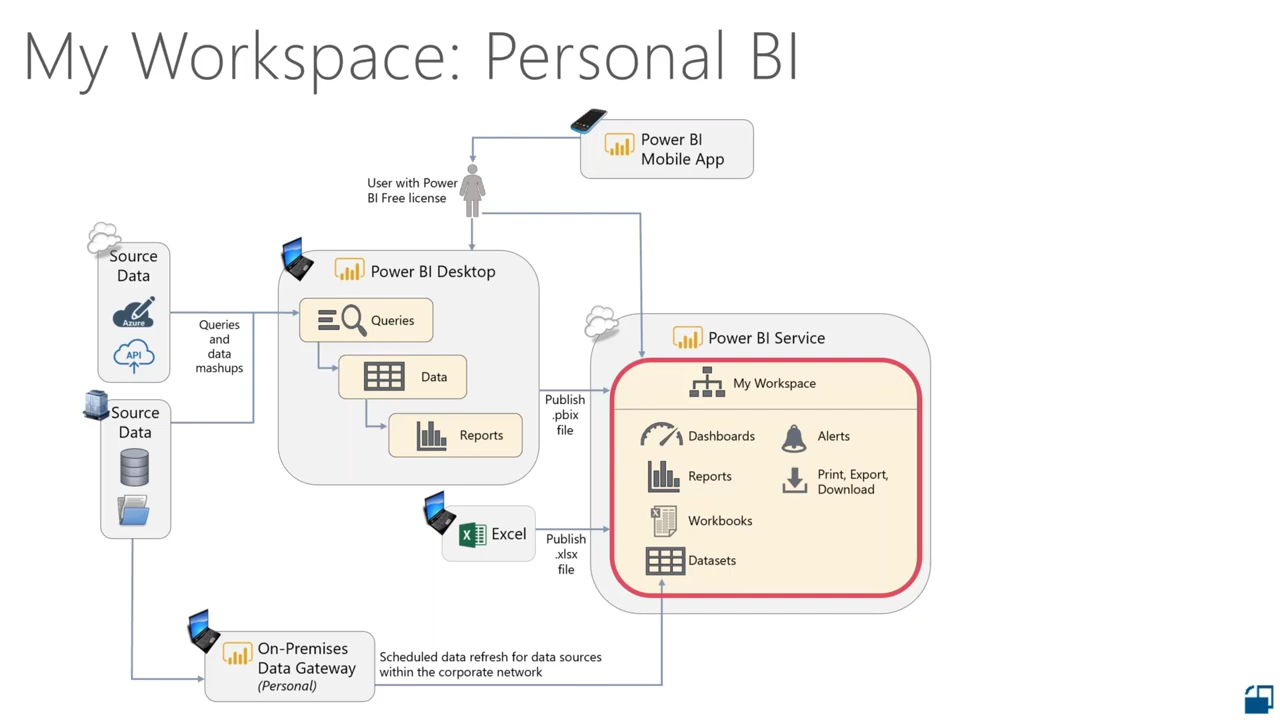 My Workspace: Personal BI
Power BI
Mobile App
User with Power
BI Free license
Source
Data
Azure
API
Queries
and
data
mashups
Source
Data
Power BI Desktop
Queries
Data
Reports
Publish
.pbix
file
Excel
Publish
.xlsx
file
Power BI Service
My Workspace
Dashboards
Alerts
Reports
Print, Export,
Download
Workbooks
Datasets
On-Premises
Data Gateway
(Personal)
Scheduled data refresh for data sources
within the corporate network